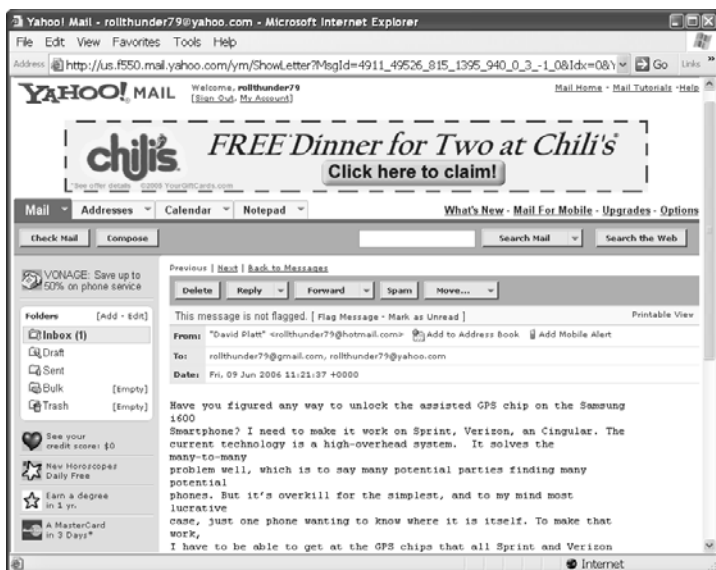 Yahoo! Mail - rollthunder79@yahoo.com - Microsoft Internet Explorer
File Edit View Favorites Tools Help
Address http://us.f550.mail.yahoo.com/ym/ShowLetter?MsgId=4911_49526_815_1395_940_0_3_-1_0&Idx=0&Y Go Links »
YAHOO! MAIL Welcome, rollthunder79 Mail Home - Mail Tutorials - Help
[Sign Out, My Account]
chili's FREE Dinner for Two at Chili's
Click here to claim!
*See offer details ©2006 YourGiftCards.com
Mail Addresses Calendar Notepad What's New - Mail For Mobile - Upgrades - Options
Check Mail Compose Search Mail Search the Web
VONAGE: Save up to
50% on phone service
Folders [Add - Edit]
Inbox (1)
Draft
Sent
Bulk [Empty]
Trash [Empty]
See your
credit score: $0
New Horoscopes
Daily Free
Earn a degree
in 1 yr.
A MasterCard
in 3 Days*
Previous | Next | Back to Messages
Delete Reply Forward Spam Move...
This message is not flagged. [ Flag Message - Mark as Unread ] Printable View
From: "David Platt" <rollthunder79@hotmail.com> Add to Address Book Add Mobile Alert
To: rollthunder79@gmail.com, rollthunder79@yahoo.com
Date: Fri, 09 Jun 2006 11:21:37 +0000
Have you figured any way to unlock the assisted GPS chip on the Samsung
i600
Smartphone? I need to make it work on Sprint, Verizon, an Cingular. The
current technology is a high-overhead system. It solves the
many-to-many
problem well, which is to say many potential parties finding many
potential
phones. But it's overkill for the simplest, and to my mind most
lucrative
case, just one phone wanting to know where it is itself. To make that
work,
I have to be able to get at the GPS chips that all Sprint and Verizon
Internet